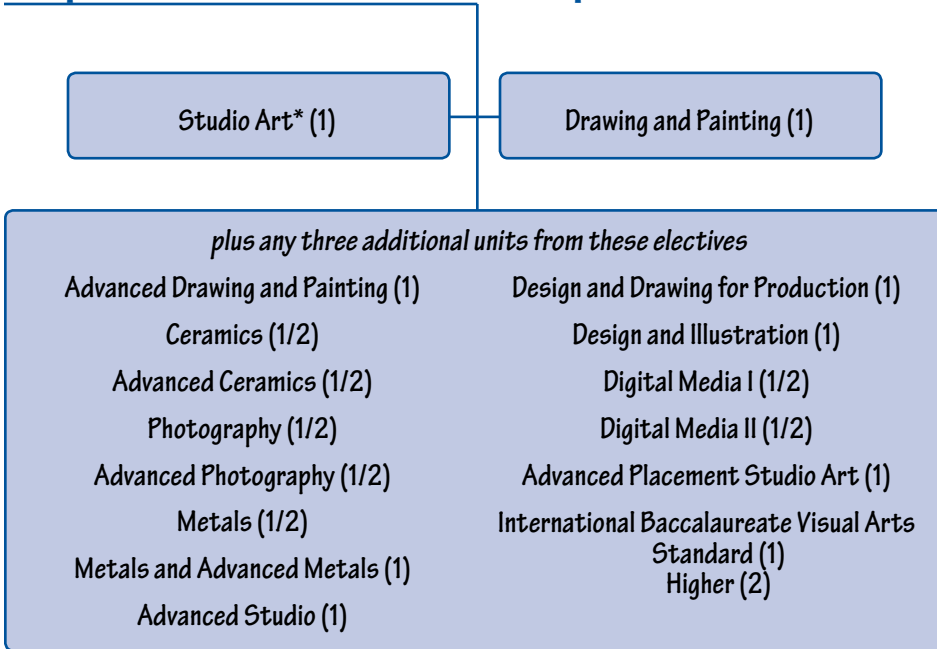 Studio Art* (1)
Drawing and Painting (1)
plus any three additional units from these electives
Advanced Drawing and Painting (1)
Ceramics (1/2)
Advanced Ceramics (1/2)
Photography (1/2)
Advanced Photography (1/2)
Metals (1/2)
Metals and Advanced Metals (1)
Advanced Studio (1)
Design and Drawing for Production (1)
Design and Illustration (1)
Digital Media I (1/2)
Digital Media II (1/2)
Advanced Placement Studio Art (1)
International Baccalaureate Visual Arts
Standard (1)
Higher (2)